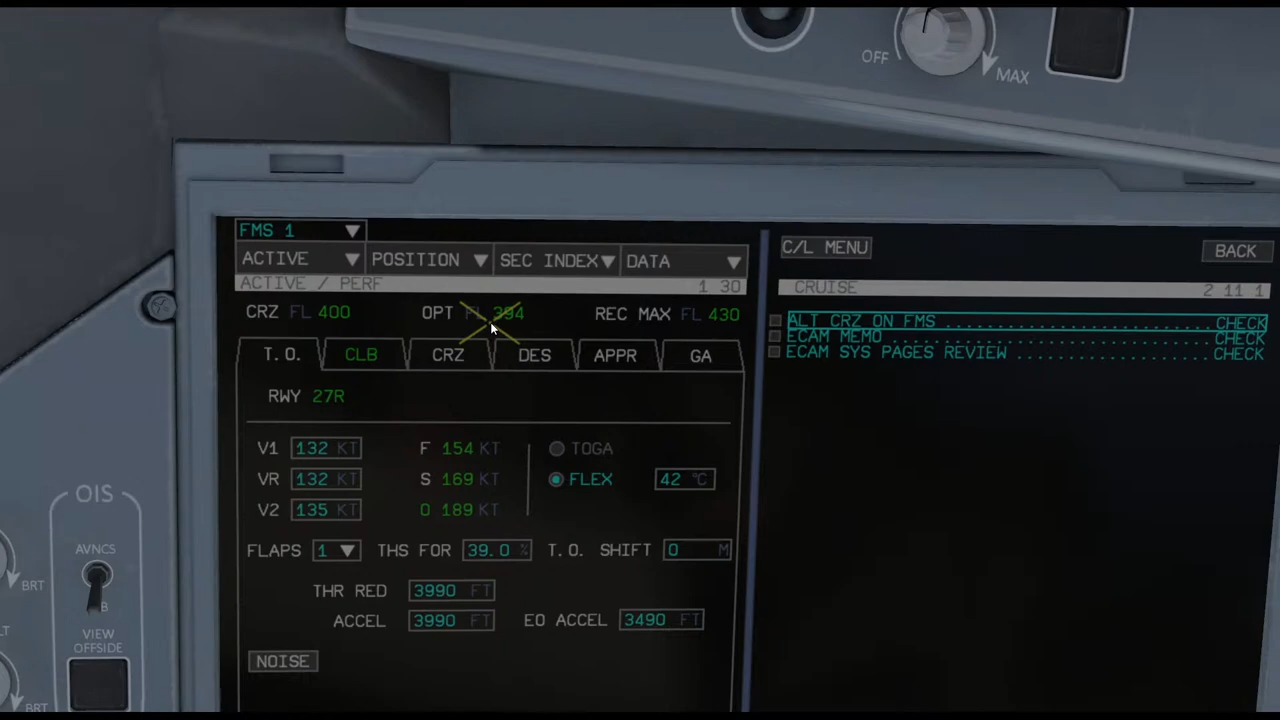 OFF MAX
FMS 1
ACTIVE POSITION SEC INDEX DATA
ACTIVE / PERF 1 30
CRZ FL 400 OPT FL 394 REC MAX FL 430
T.O. CLB CRZ DES APPR GA
RWY 27R
V1 132 KT F 154 KT TOGA
VR 132 KT S 169 KT FLEX 42 °C
V2 135 KT O 189 KT
FLAPS 1 THS FOR 39.0 % T.O. SHIFT 0 M
THR RED 3990 FT
ACCEL 3990 FT EO ACCEL 3490 FT
NOISE
C/L MENU BACK
CRUISE 2 11 1
ALT CRZ ON FMS ........................ CHECK
ECAM MEMO ........................ CHECK
ECAM SYS PAGES REVIEW ................ CHECK
OIS
AVNCS
BRT
VIEW
OFFSIDE
BRT